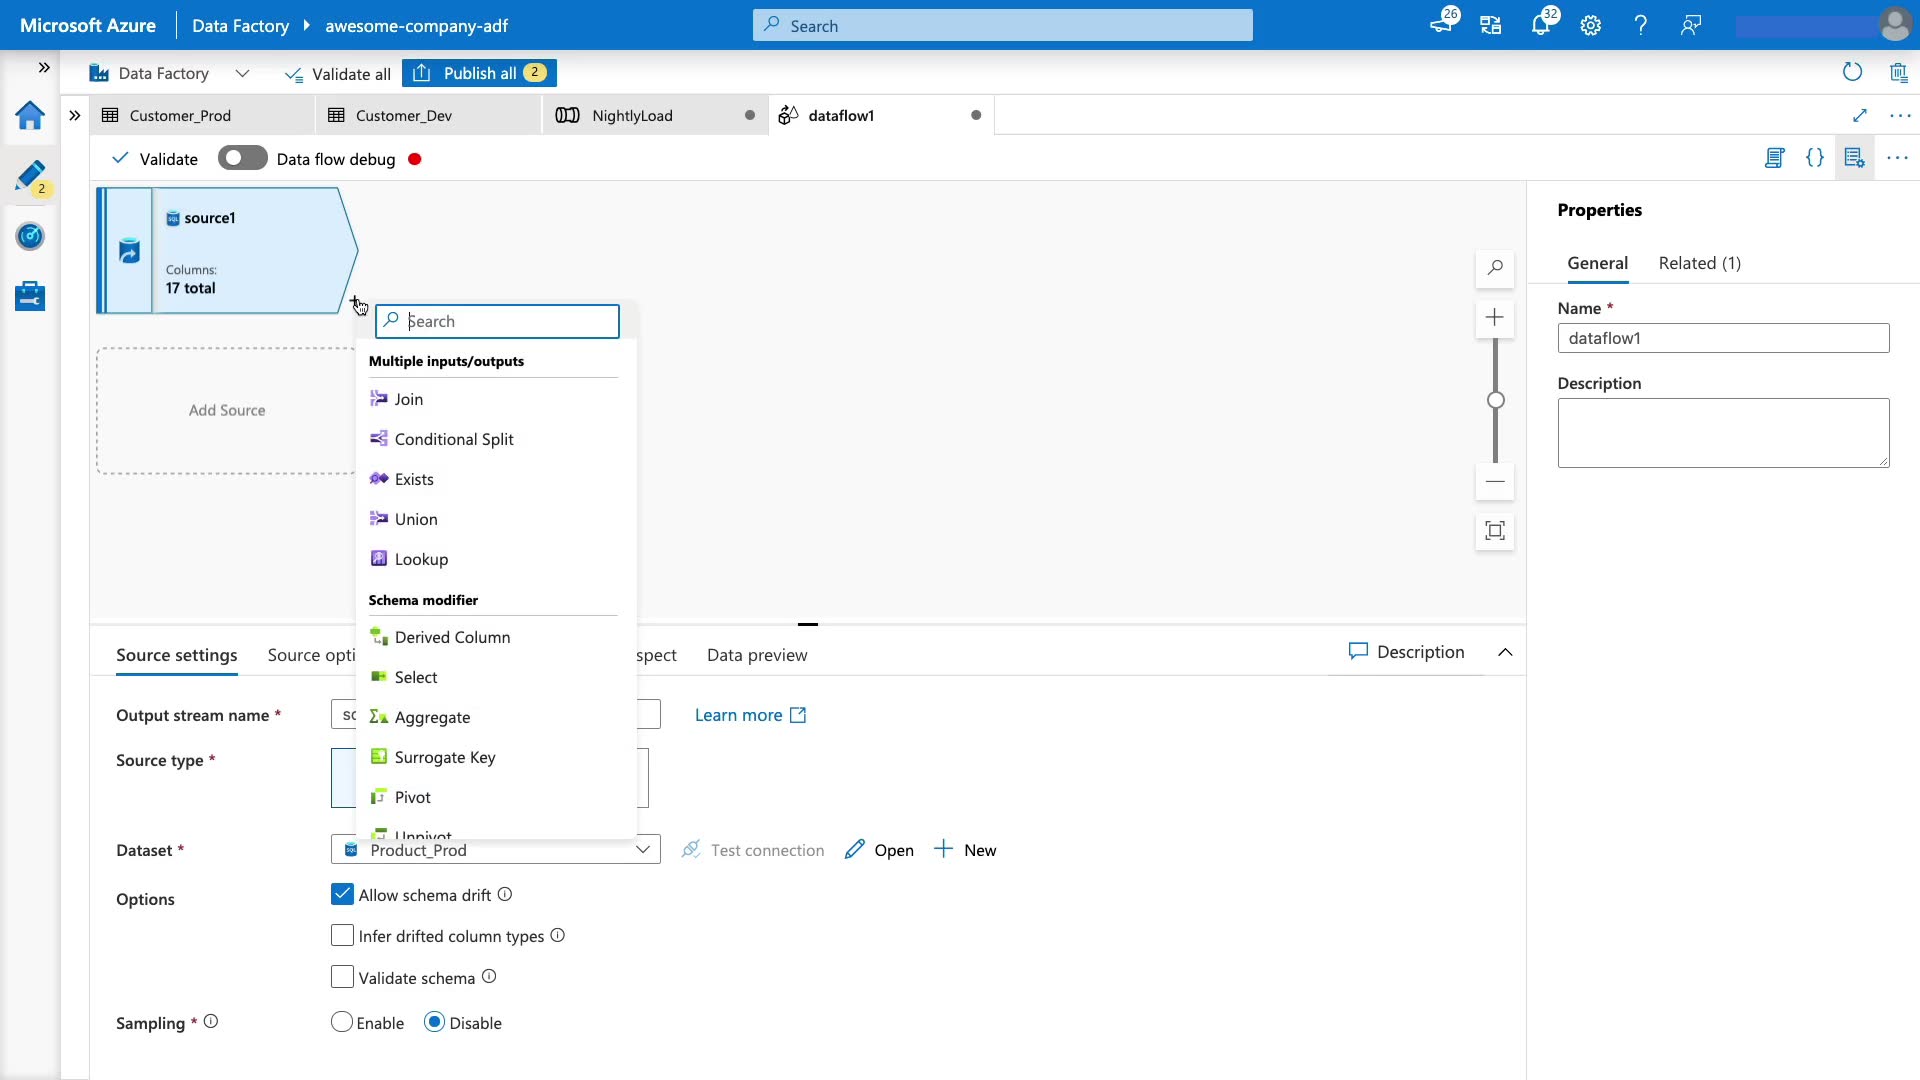 Microsoft Azure
Data Factory
awesome-company-adf
Search
26
32
Data Factory
Validate all
Publish all
2
Customer_Prod
Customer_Dev
NightlyLoad
dataflow1
2
Validate
Data flow debug
source1
Columns:
17 total
Add Source
Search
Multiple inputs/outputs
Join
Conditional Split
Exists
Union
Lookup
Schema modifier
Derived Column
Select
Aggregate
Surrogate Key
Pivot
Unpivot
Properties
General
Related (1)
Name *
dataflow1
Description
Source settings
Source opti
spect
Data preview
Description
Output stream name *
so
Learn more
Source type *
Dataset *
Product_Prod
Test connection
Open
New
Options
Allow schema drift
Infer drifted column types
Validate schema
Sampling *
Enable
Disable